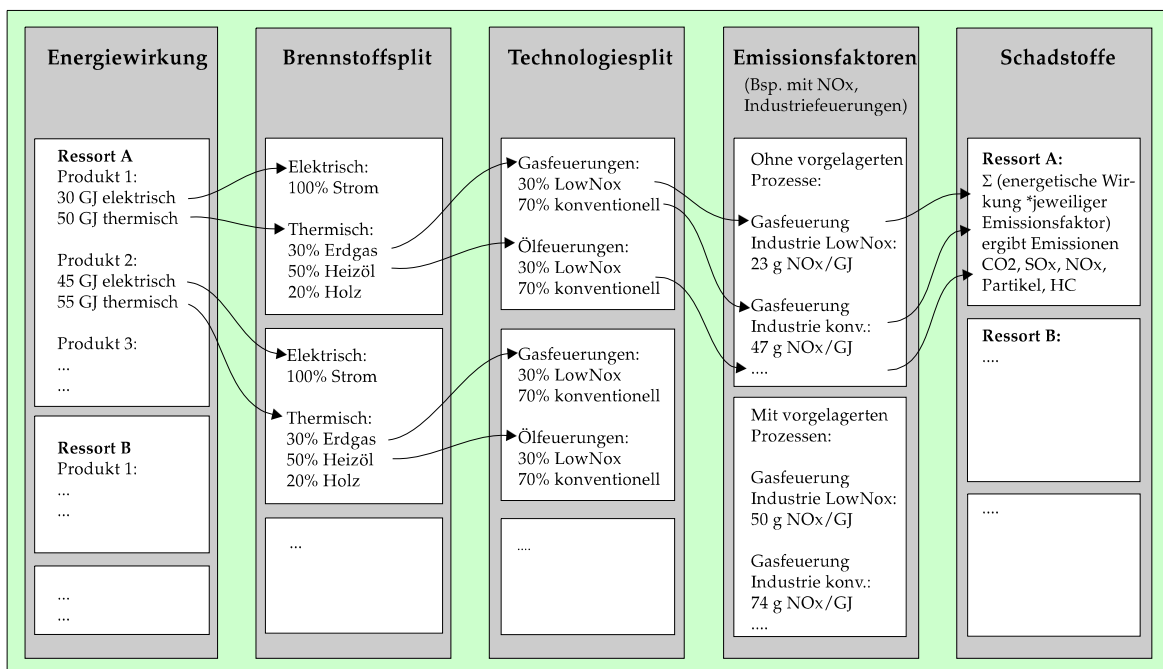 Energiewirkung
Ressort A
Produkt 1:
30 GJ elektrisch
50 GJ thermisch
Produkt 2:
45 GJ elektrisch
55 GJ thermisch
Produkt 3:
...
...
Ressort B
Produkt 1:
...
...
...
...
Brennstoffsplit
Elektrisch:
100% Strom
Thermisch:
30% Erdgas
50% Heizöl
20% Holz
Elektrisch:
100% Strom
Thermisch:
30% Erdgas
50% Heizöl
20% Holz
...
Technologiesplit
Gasfeuerungen:
30% LowNox
70% konventionell
Ölfeuerungen:
30% LowNox
70% konventionell
Gasfeuerungen:
30% LowNox
70% konventionell
Ölfeuerungen:
30% LowNox
70% konventionell
....
Emissionsfaktoren
(Bsp. mit NOx,
Industriefeuerungen)
Ohne vorgelagerten
Prozesse:
Gasfeuerung
Industrie LowNox:
23 g NOx/GJ
Gasfeuerung
Industrie konv.:
47 g NOx/GJ
....
Mit vorgelagerten
Prozessen:
Gasfeuerung
Industrie LowNox:
50 g NOx/GJ
Gasfeuerung
Industrie konv.:
74 g NOx/GJ
....
Schadstoffe
Ressort A:
Σ (energetische Wir-
kung *jeweiliger
Emissionsfaktor)
ergibt Emissionen
CO2, SOx, NOx,
Partikel, HC
Ressort B:
....
....